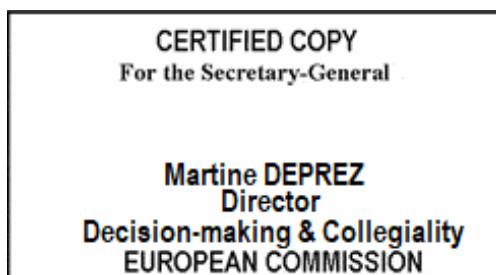 CERTIFIED COPY
For the Secretary-General
Martine DEPREZ
Director
Decision-making & Collegiality
EUROPEAN COMMISSION